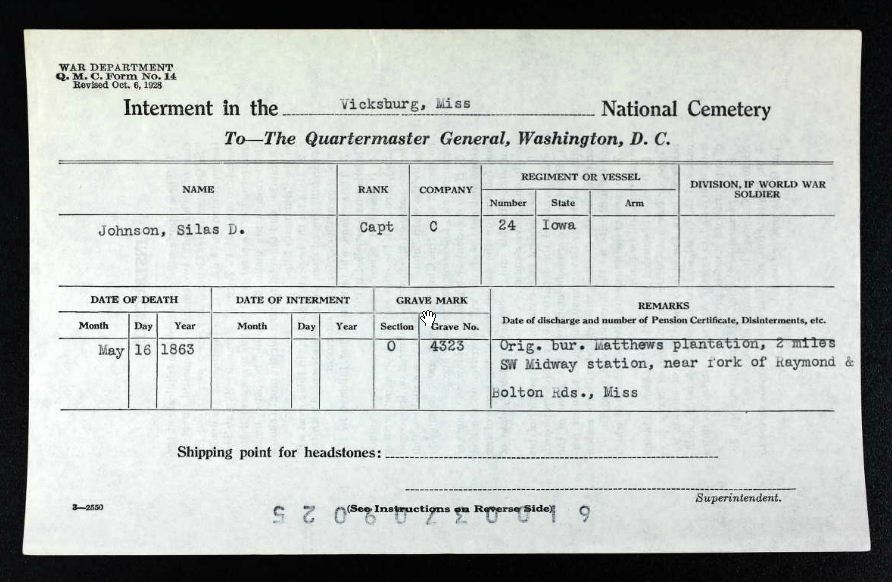 WAR DEPARTMENT
Q. M. C. Form No. 14
Revised Oct. 6, 1928
Interment in the Vicksburg, Miss National Cemetery
To—The Quartermaster General, Washington, D. C.
NAME RANK COMPANY REGIMENT OR VESSEL DIVISION, IF WORLD WAR SOLDIER
Number State Arm
Johnson, Silas D. Capt C 24 Iowa
DATE OF DEATH DATE OF INTERMENT GRAVE MARK REMARKS
Month Day Year Month Day Year Section Grave No. Date of discharge and number of Pension Certificate, Disinterments, etc.
May 16 1863 O 4323 Orig. bur. Matthews plantation, 2 miles
SW Midway station, near fork of Raymond &
Bolton Rds., Miss
Shipping point for headstones:
Superintendent.
3—2550
(See Instructions on Reverse Side)